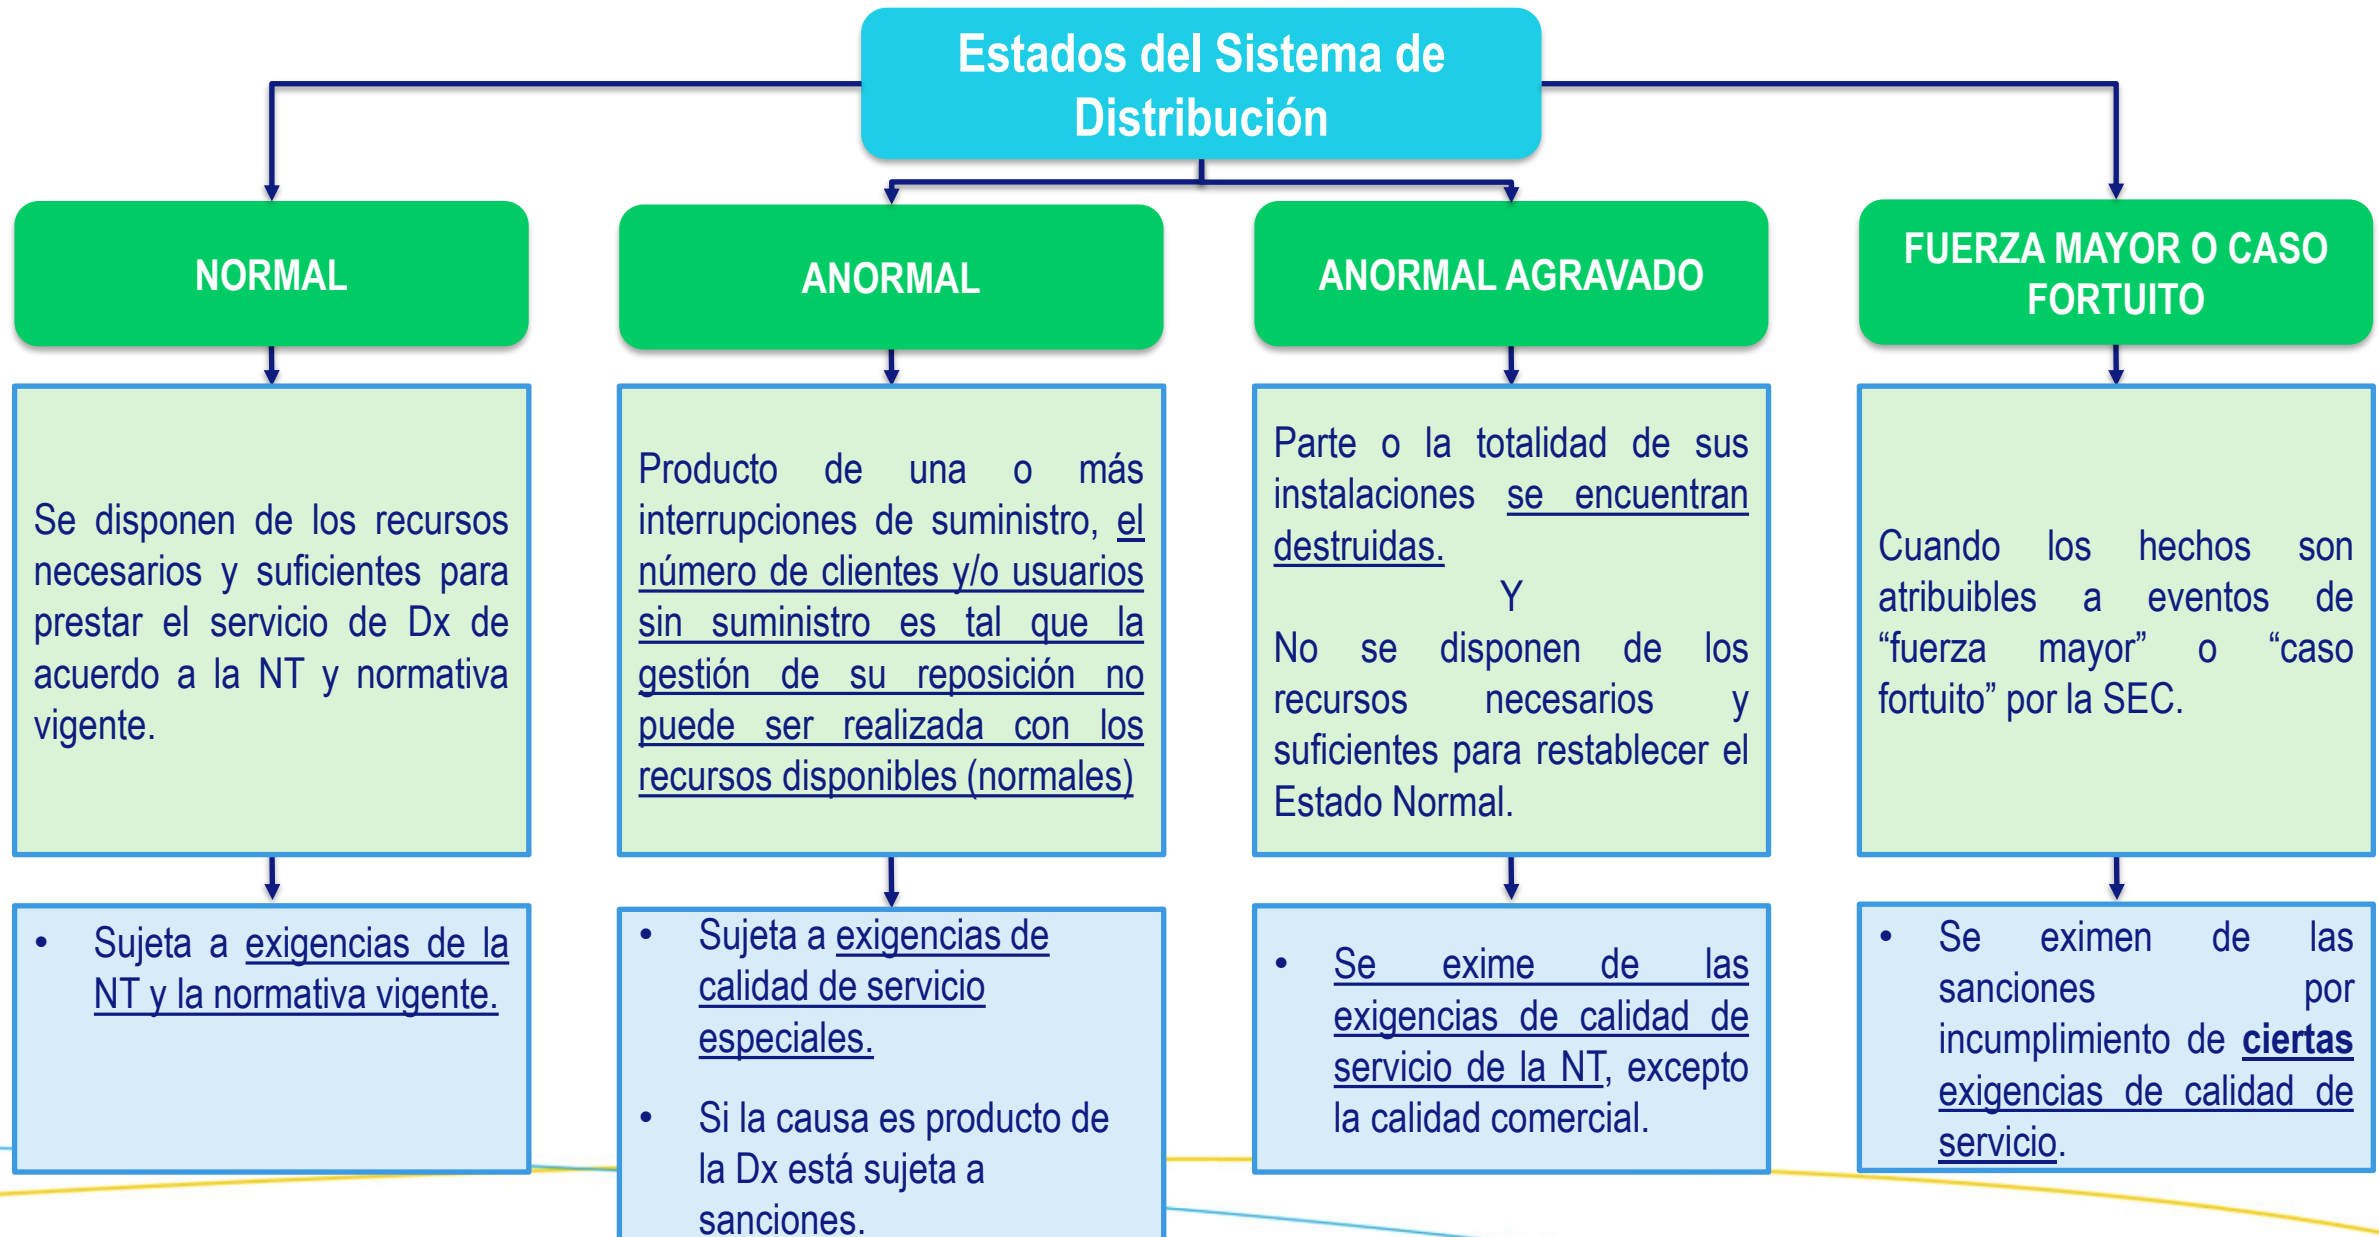 Estados del Sistema de
Distribución
NORMAL
Se disponen de los recursos
necesarios y suficientes para
prestar el servicio de Dx de
acuerdo a la NT y normativa
vigente.
• Sujeta a exigencias de la
NT y la normativa vigente.
ANORMAL
Producto de una o más
interrupciones de suministro, el
número de clientes y/o usuarios
sin suministro es tal que la
gestión de su reposición no
puede ser realizada con los
recursos disponibles (normales)
• Sujeta a exigencias de
calidad de servicio
especiales.
• Si la causa es producto de
la Dx está sujeta a
sanciones.
ANORMAL AGRAVADO
Parte o la totalidad de sus
instalaciones se encuentran
destruidas.
Y
No se disponen de los
recursos necesarios y
suficientes para restablecer el
Estado Normal.
• Se exime de las
exigencias de calidad de
servicio de la NT, excepto
la calidad comercial.
FUERZA MAYOR O CASO
FORTUITO
Cuando los hechos son
atribuibles a eventos de
“fuerza mayor” o “caso
fortuito” por la SEC.
• Se eximen de las
sanciones por
incumplimiento de ciertas
exigencias de calidad de
servicio.